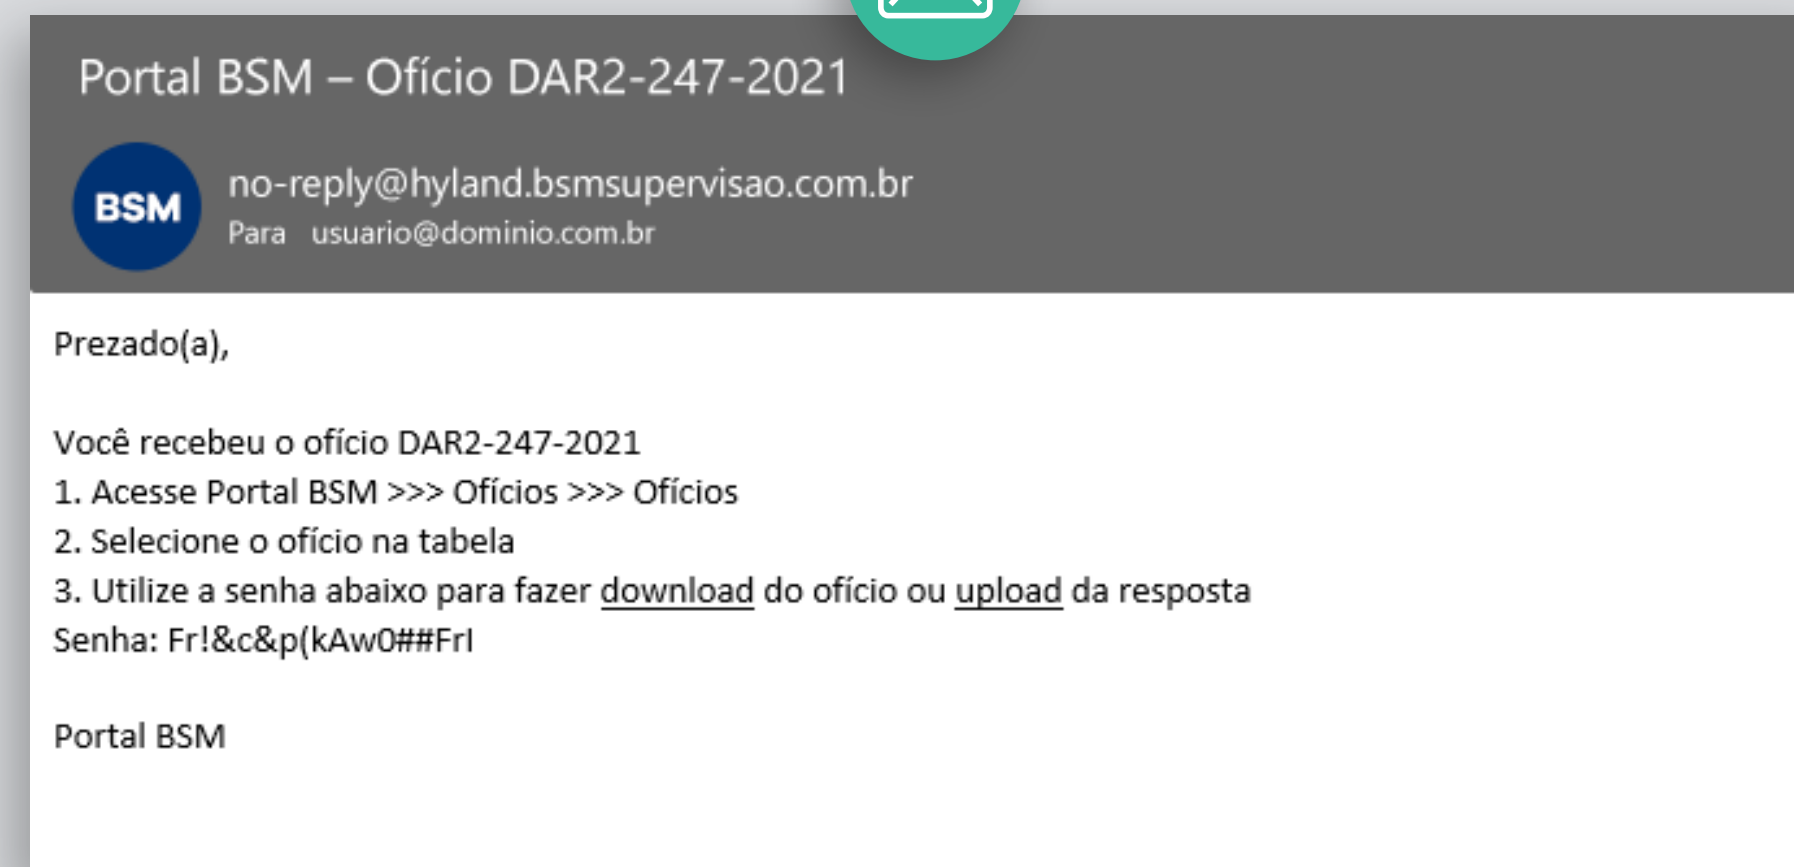 Portal BSM – Ofício DAR2-247-2021
BSM
no-reply@hyland.bsmsupervisao.com.br
Para usuario@dominio.com.br
Prezado(a),
Você recebeu o ofício DAR2-247-2021
1. Acesse Portal BSM >>> Ofícios >>> Ofícios
2. Selecione o ofício na tabela
3. Utilize a senha abaixo para fazer download do ofício ou upload da resposta
Senha: Fr!&c&p(kAw0##FrI
Portal BSM